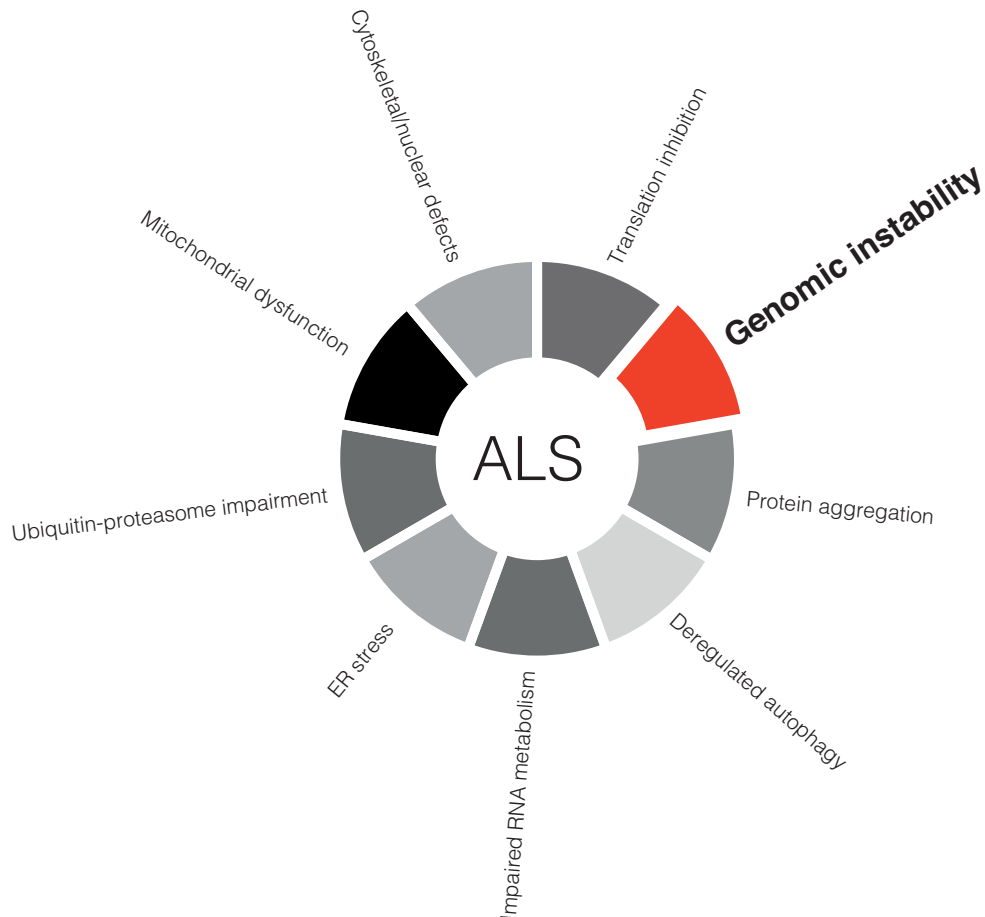 Cytoskeletal/nuclear defects
Translation inhibition
Genomic instability
Mitochondrial dysfunction
ALS
Protein aggregation
Ubiquitin-proteasome impairment
Deregulated autophagy
ER stress
Impaired RNA metabolism